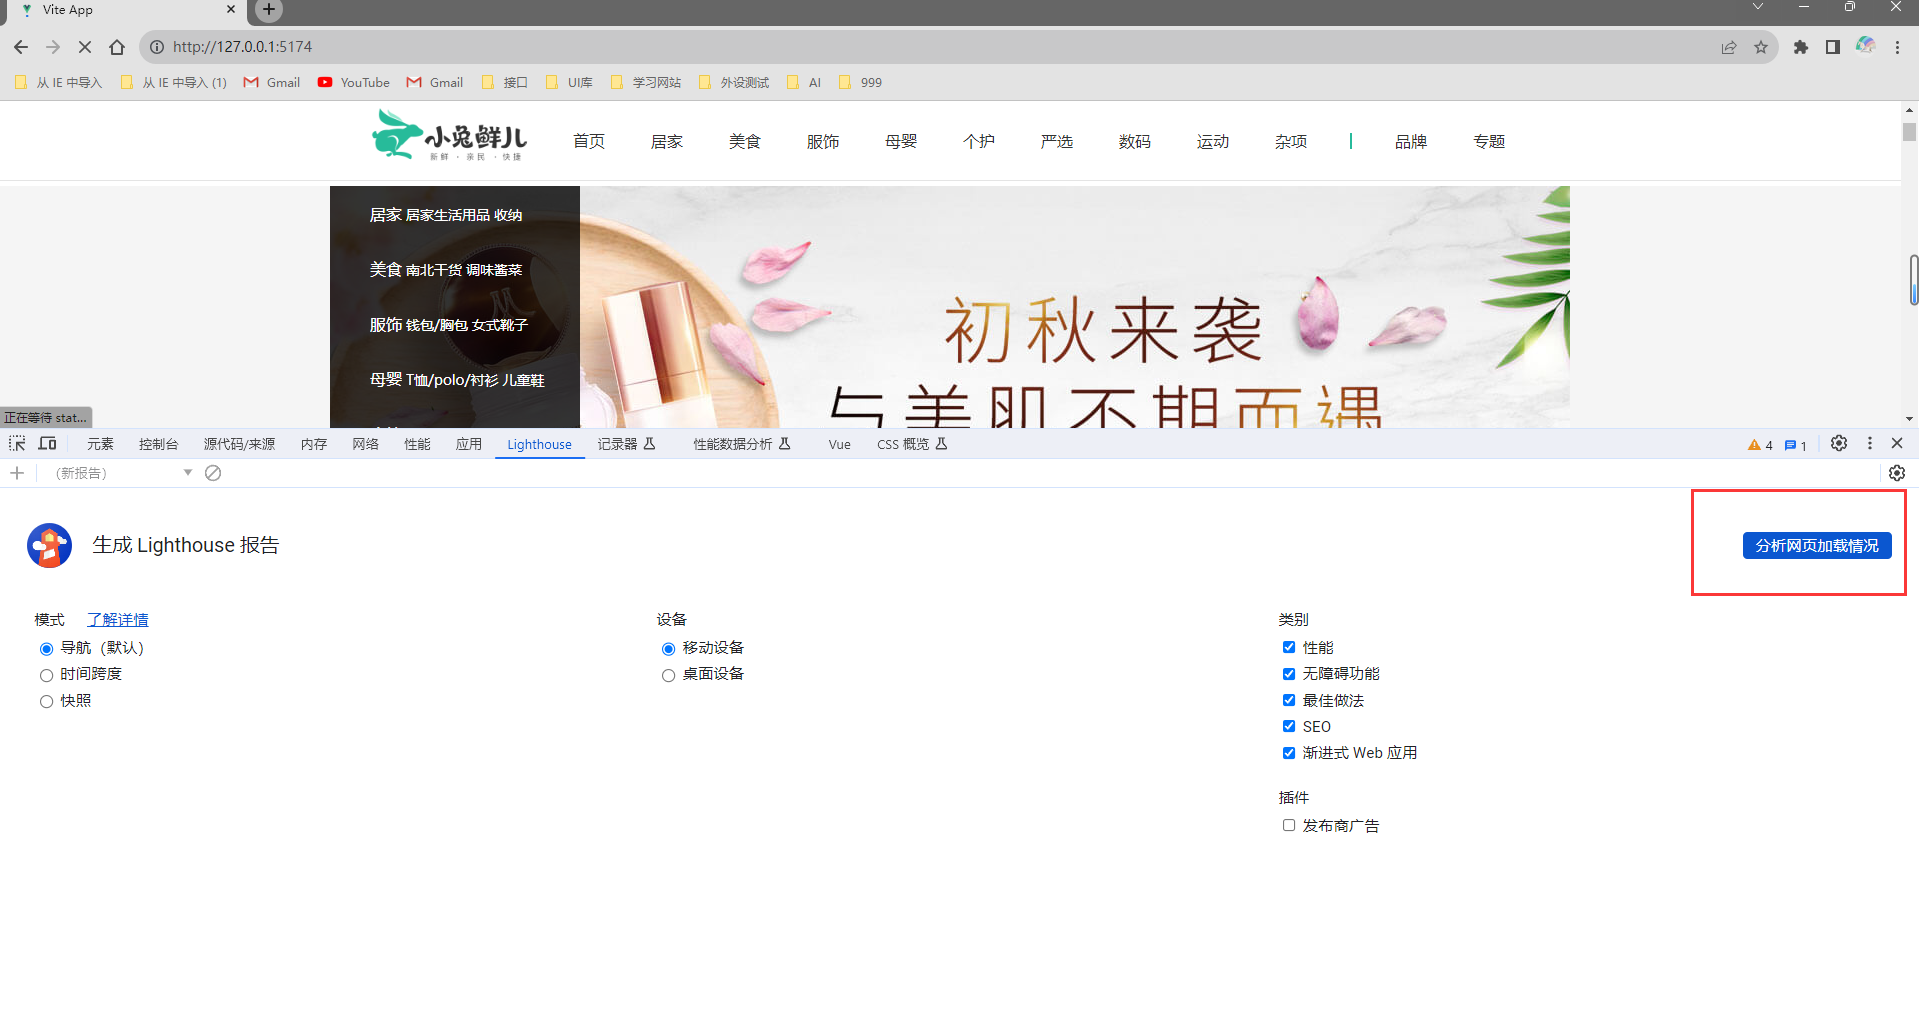 Vite App
http://127.0.0.1:5174
从 IE 中导入 从 IE 中导入 (1) Gmail YouTube Gmail 接口 UI库 学习网站 外设测试 AI 999
小兔鲜儿
新鲜 · 亲民 · 快捷
首页 居家 美食 服饰 母婴 个护 严选 数码 运动 杂项 品牌 专题
居家 居家生活用品 收纳
美食 南北干货 调味酱菜
服饰 钱包/胸包 女式靴子
母婴 T恤/polo/衬衫 儿童鞋
初秋来袭
与美肌不期而遇
正在等待 stat...
元素 控制台 源代码/来源 内存 网络 性能 应用 Lighthouse 记录器 性能数据分析 Vue CSS 概览 4 1
(新报告)
生成 Lighthouse 报告
分析网页加载情况
模式 了解详情
导航（默认）
时间跨度
快照
设备
移动设备
桌面设备
类别
性能
无障碍功能
最佳做法
SEO
渐进式 Web 应用
插件
发布商广告